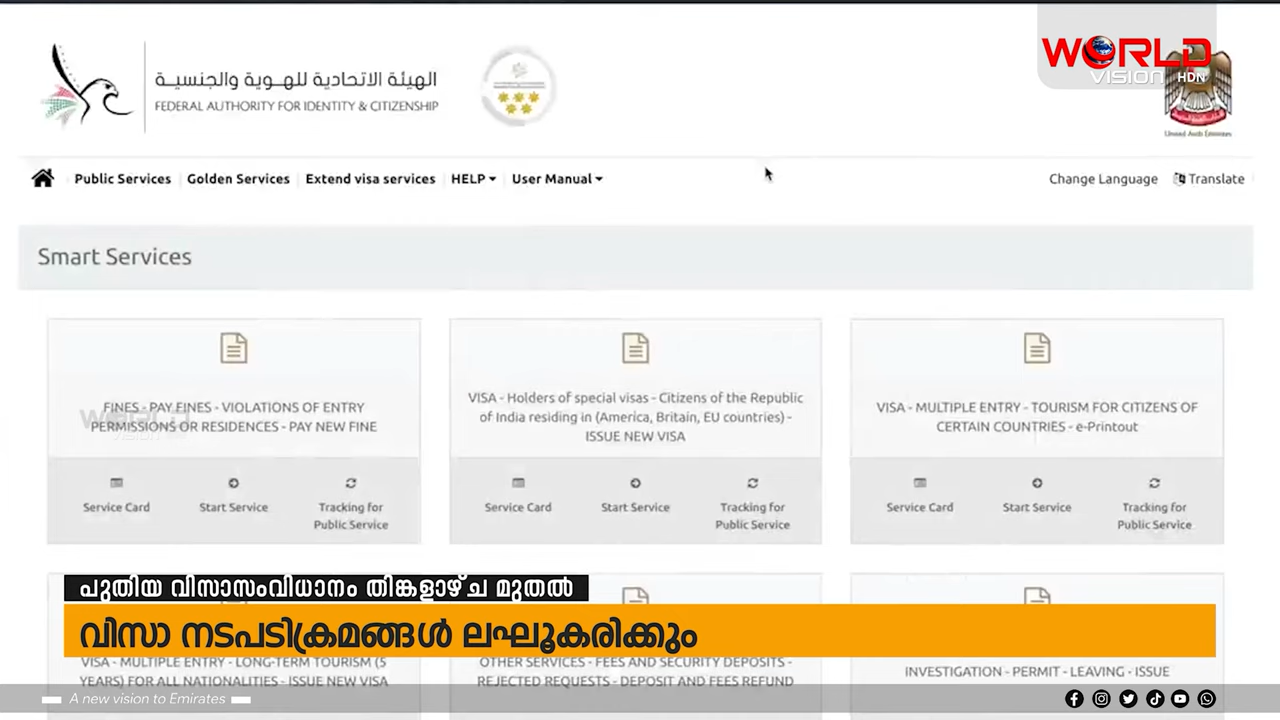 WORLD
VISION HDN
الهيئة الاتحادية للهوية والجنسية
FEDERAL AUTHORITY FOR IDENTITY & CITIZENSHIP
United Arab Emirates
Public Services
Golden Services
Extend visa services
HELP
User Manual
Change Language
Translate
Smart Services
FINES - PAY FINES - VIOLATIONS OF ENTRY
PERMISSIONS OR RESIDENCES - PAY NEW FINE
WORLD
VISION
Service Card
Start Service
Tracking for
Public Service
VISA - Holders of special visas - Citizens of the Republic
of India residing in (America, Britain, EU countries) -
ISSUE NEW VISA
Service Card
Start Service
Tracking for
Public Service
VISA - MULTIPLE ENTRY - TOURISM FOR CITIZENS OF
CERTAIN COUNTRIES - e-Printout
Service Card
Start Service
Tracking for
Public Service
പുതിയ വിസാസംവിധാനം തിങ്കളാഴ്ച മുതൽ
വിസാ നടപടിക്രമങ്ങൾ ലഘൂകരിക്കും
VISA - MULTIPLE ENTRY - LONG-TERM TOURISM (5
YEARS) FOR ALL NATIONALITIES - ISSUE NEW VISA
OTHER SERVICES - FEES AND SECURITY DEPOSITS -
REJECTED REQUESTS - DEPOSIT AND FEES REFUND
INVESTIGATION - PERMIT - LEAVING - ISSUE
A new vision to Emirates